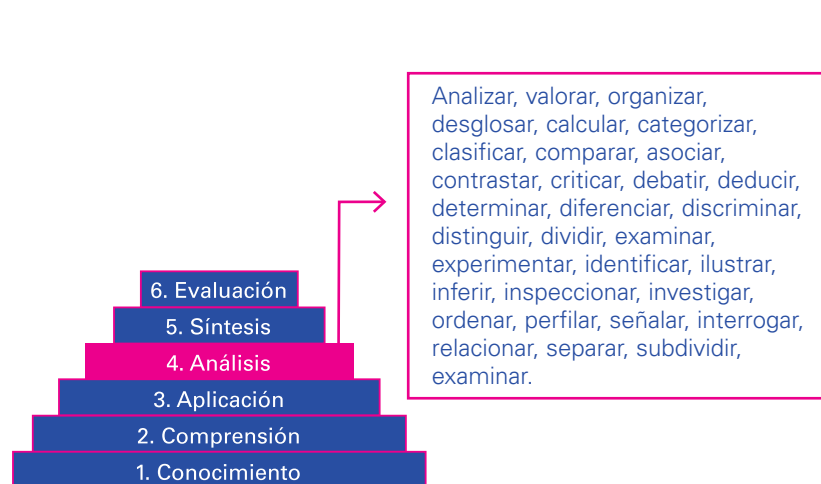 Analizar, valorar, organizar,
desglosar, calcular, categorizar,
clasificar, comparar, asociar,
contrastar, criticar, debatir, deducir,
determinar, diferenciar, discriminar,
distinguir, dividir, examinar,
experimentar, identificar, ilustrar,
inferir, inspeccionar, investigar,
ordenar, perfilar, señalar, interrogar,
relacionar, separar, subdividir,
examinar.
6. Evaluación
5. Síntesis
4. Análisis
3. Aplicación
2. Comprensión
1. Conocimiento